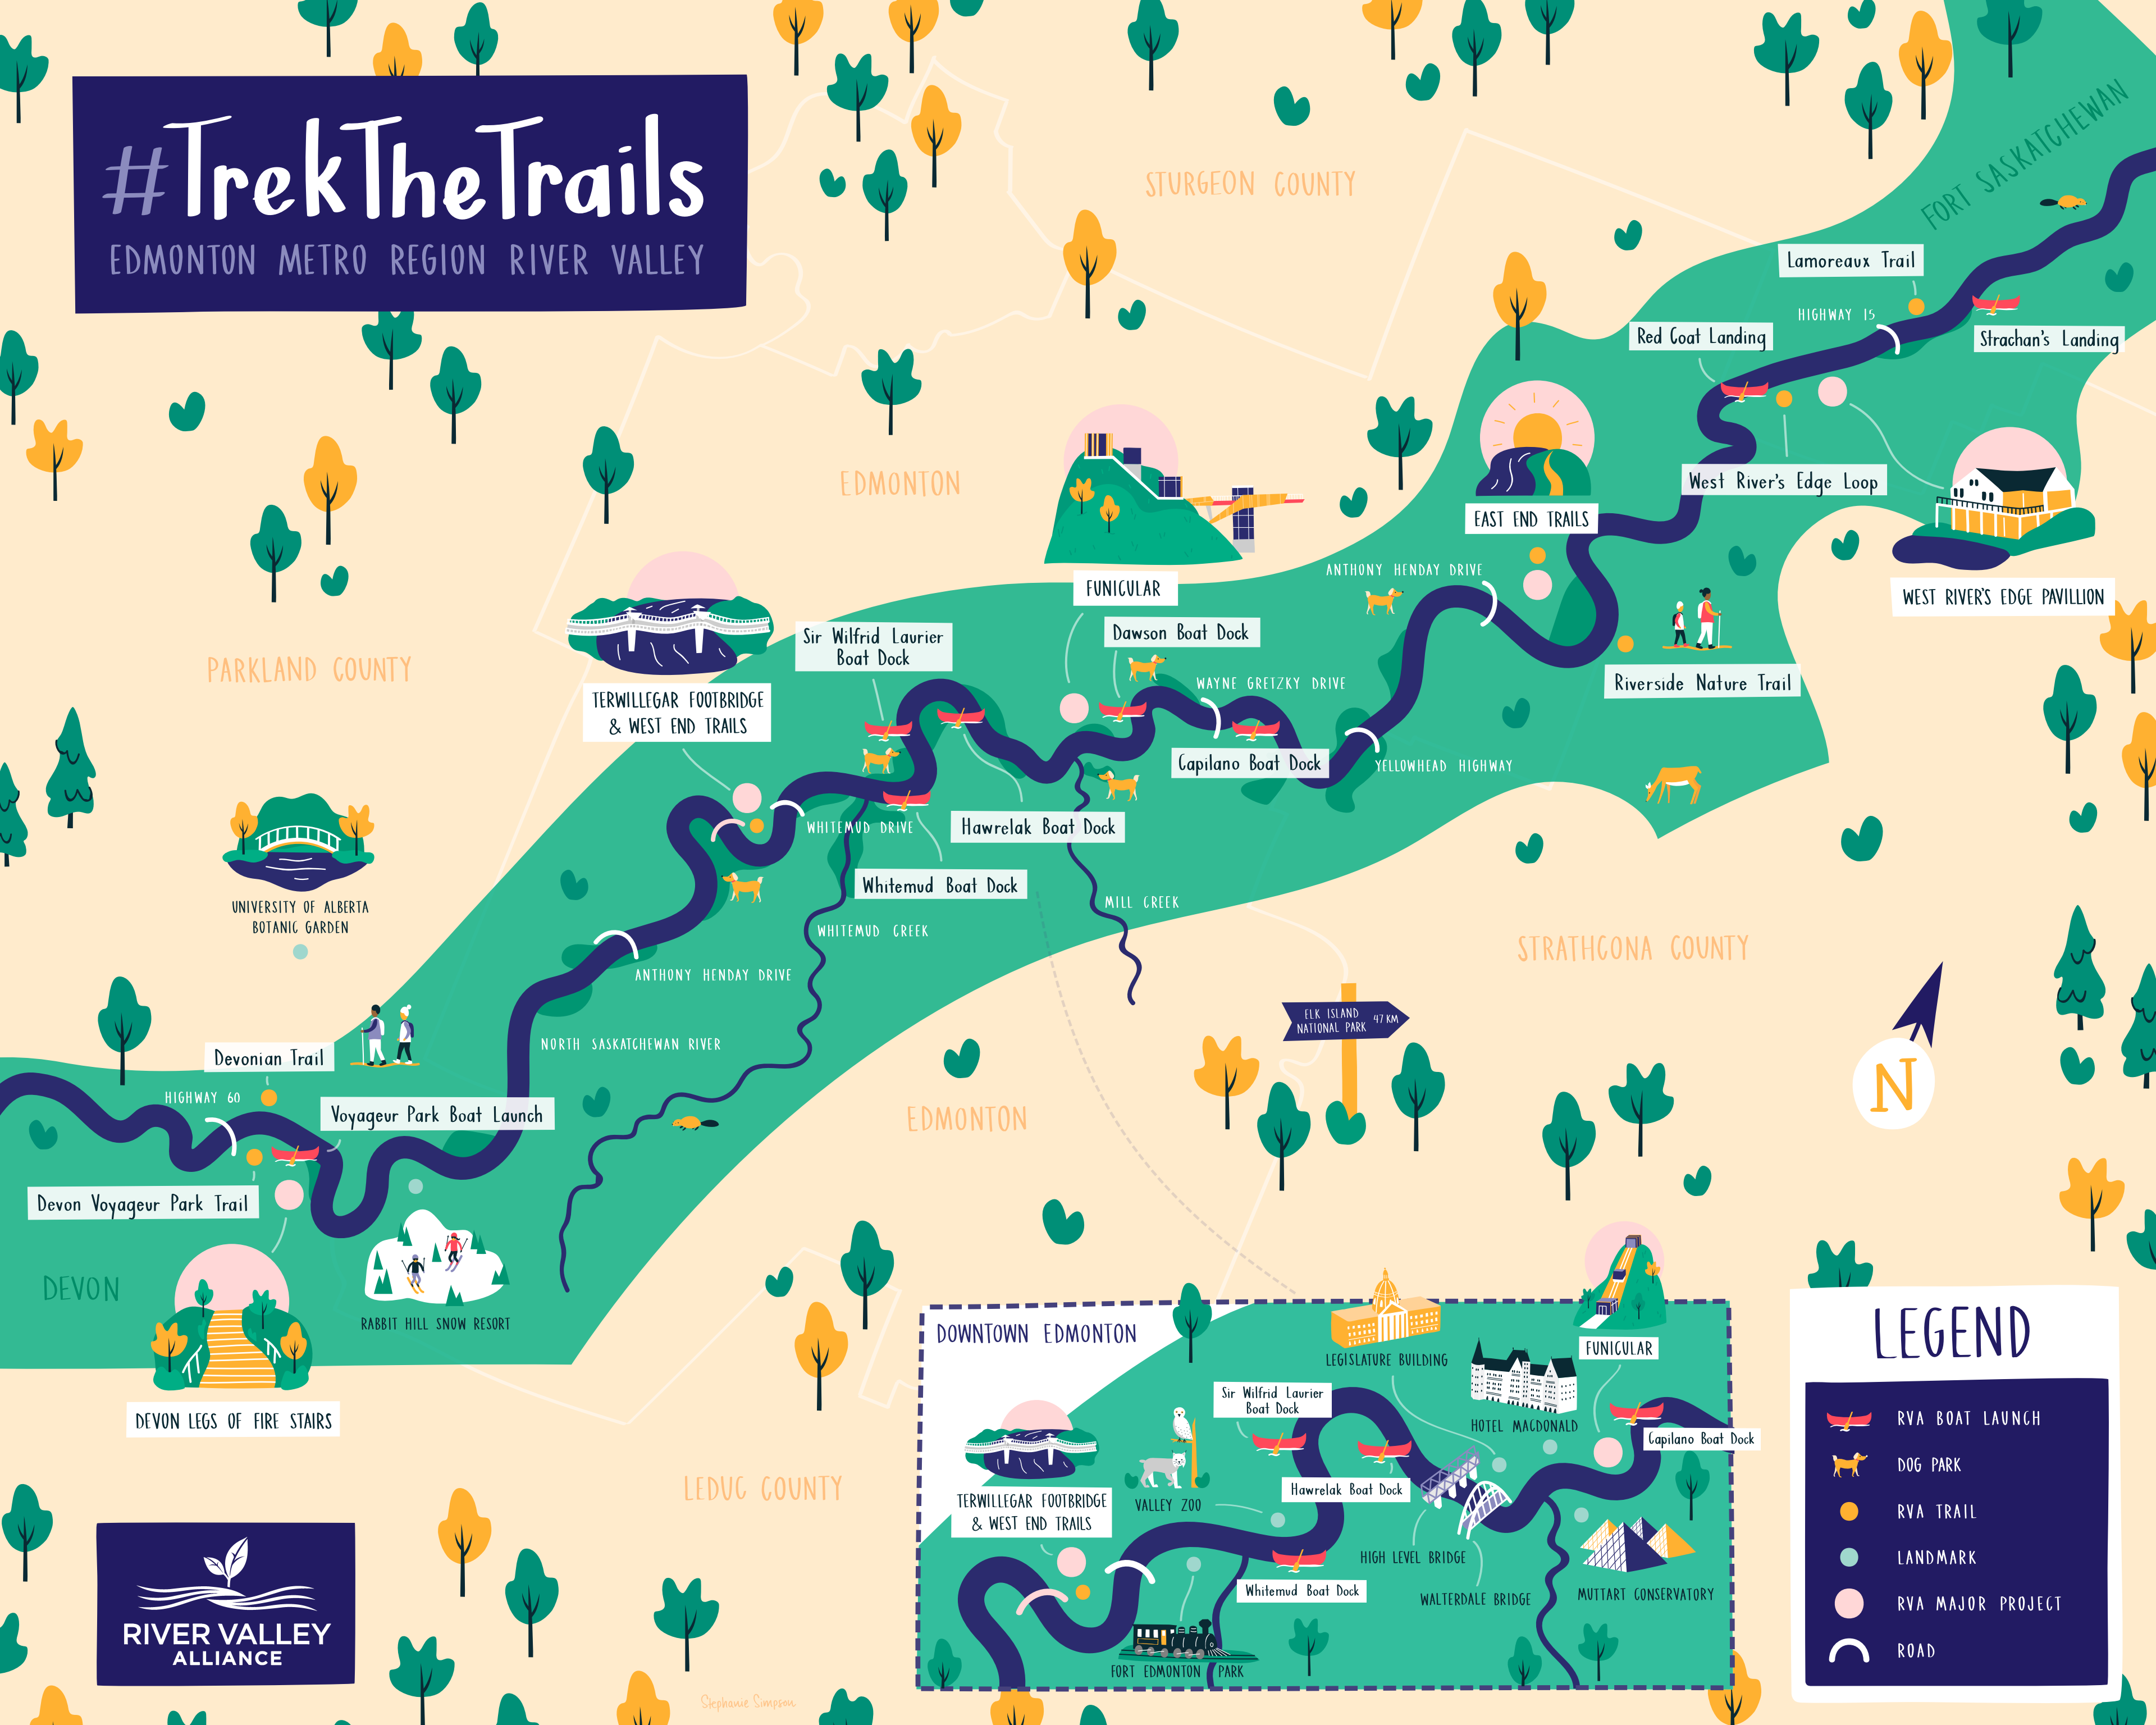 #TrekTheTrails
EDMONTON METRO REGION RIVER VALLEY
STURGEON COUNTY
FORT SASKATCHEWAN
Lamoreaux Trail
HIGHWAY 15
Strachan's Landing
Red Coat Landing
West River's Edge Loop
WEST RIVER'S EDGE PAVILLION
EAST END TRAILS
EDMONTON
FUNICULAR
ANTHONY HENDAY DRIVE
Riverside Nature Trail
Dawson Boat Dock
WAYNE GRETZKY DRIVE
Capilano Boat Dock
YELLOWHEAD HIGHWAY
Sir Wilfrid Laurier
Boat Dock
PARKLAND COUNTY
TERWILLEGAR FOOTBRIDGE
& WEST END TRAILS
WHITEMUD DRIVE
Hawrelak Boat Dock
Whitemud Boat Dock
MILL CREEK
WHITEMUD CREEK
UNIVERSITY OF ALBERTA
BOTANIC GARDEN
ANTHONY HENDAY DRIVE
STRATHCONA COUNTY
NORTH SASKATCHEWAN RIVER
ELK ISLAND
NATIONAL PARK 47 KM
N
Devonian Trail
HIGHWAY 60
Voyageur Park Boat Launch
EDMONTON
Devon Voyageur Park Trail
DEVON
RABBIT HILL SNOW RESORT
DEVON LEGS OF FIRE STAIRS
LEDUC COUNTY
DOWNTOWN EDMONTON
LEGISLATURE BUILDING
FUNICULAR
Sir Wilfrid Laurier
Boat Dock
HOTEL MACDONALD
Capilano Boat Dock
Hawrelak Boat Dock
VALLEY ZOO
TERWILLEGAR FOOTBRIDGE
& WEST END TRAILS
HIGH LEVEL BRIDGE
Whitemud Boat Dock
WALTERDALE BRIDGE
MUTTART CONSERVATORY
FORT EDMONTON PARK
LEGEND
RVA BOAT LAUNCH
DOG PARK
RVA TRAIL
LANDMARK
RVA MAJOR PROJECT
ROAD
RIVER VALLEY
ALLIANCE
Stephanie Simpson